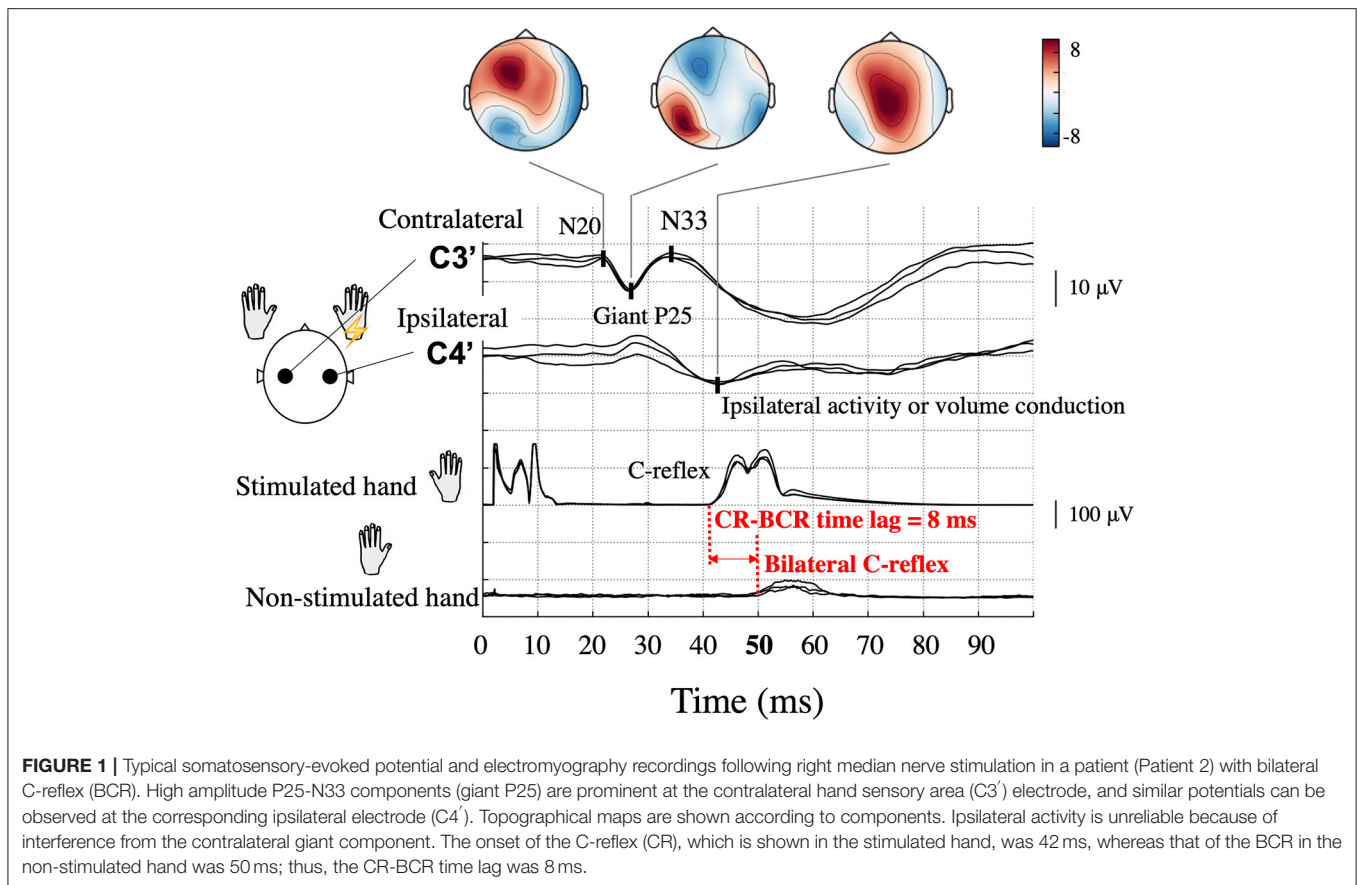 8
-8
Contralateral
N20
N33
C3′
10 μV
Giant P25
Ipsilateral
C4′
Ipsilateral activity or volume conduction
C-reflex
Stimulated hand
100 μV
CR-BCR time lag = 8 ms
Bilateral C-reflex
Non-stimulated hand
0 10 20 30 40 50 60 70 80 90
Time (ms)
FIGURE 1 | Typical somatosensory-evoked potential and electromyography recordings following right median nerve stimulation in a patient (Patient 2) with bilateral
C-reflex (BCR). High amplitude P25-N33 components (giant P25) are prominent at the contralateral hand sensory area (C3′) electrode, and similar potentials can be
observed at the corresponding ipsilateral electrode (C4′). Topographical maps are shown according to components. Ipsilateral activity is unreliable because of
interference from the contralateral giant component. The onset of the C-reflex (CR), which is shown in the stimulated hand, was 42 ms, whereas that of the BCR in the
non-stimulated hand was 50 ms; thus, the CR-BCR time lag was 8 ms.